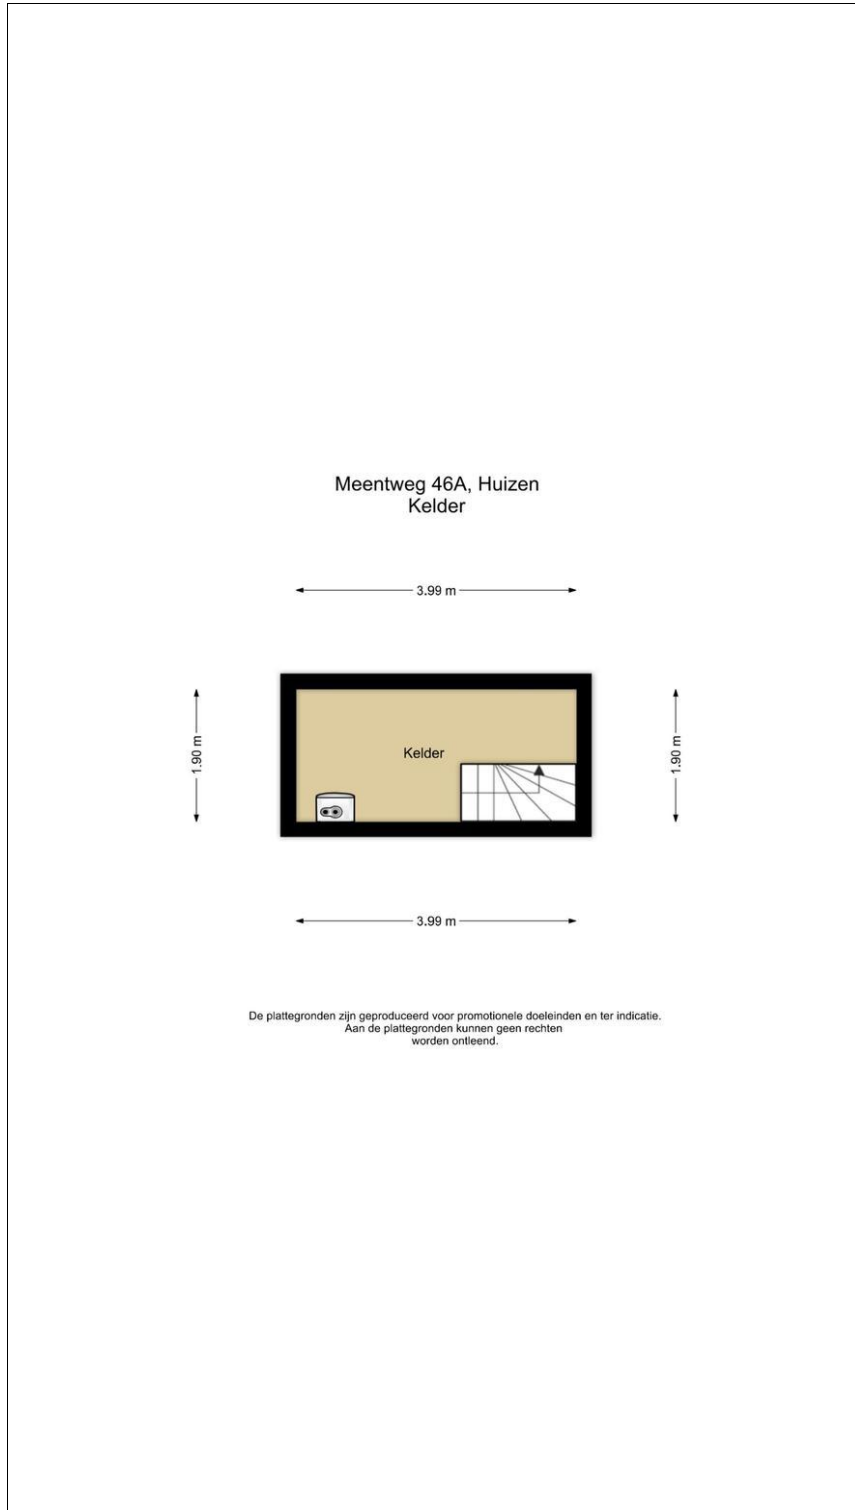 Meentweg 46A, Huizen
Kelder
3.99 m
1.90 m
Kelder
1.90 m
3.99 m
De plattegronden zijn geproduceerd voor promotionele doeleinden en ter indicatie.
Aan de plattegronden kunnen geen rechten
worden ontleend.